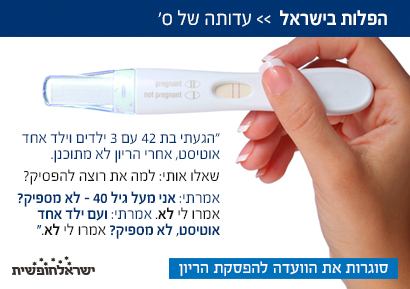 הפלות בישראל >> עדותה של ס'
pregnant
not pregnant
"הגעתי בת 42 עם 3 ילדים וילד אחד
אוטיסט, אחרי הריון לא מתוכנן.
שאלו אותי: למה את רוצה להפסיק?
אמרתי: אני מעל גיל 40 - לא מספיק?
אמרו לי לא. אמרתי: ועם ילד אחד
אוטיסט, לא מספיק? אמרו לי לא."
ישראלחופשית
סוגרות את הוועדה להפסקת הריון